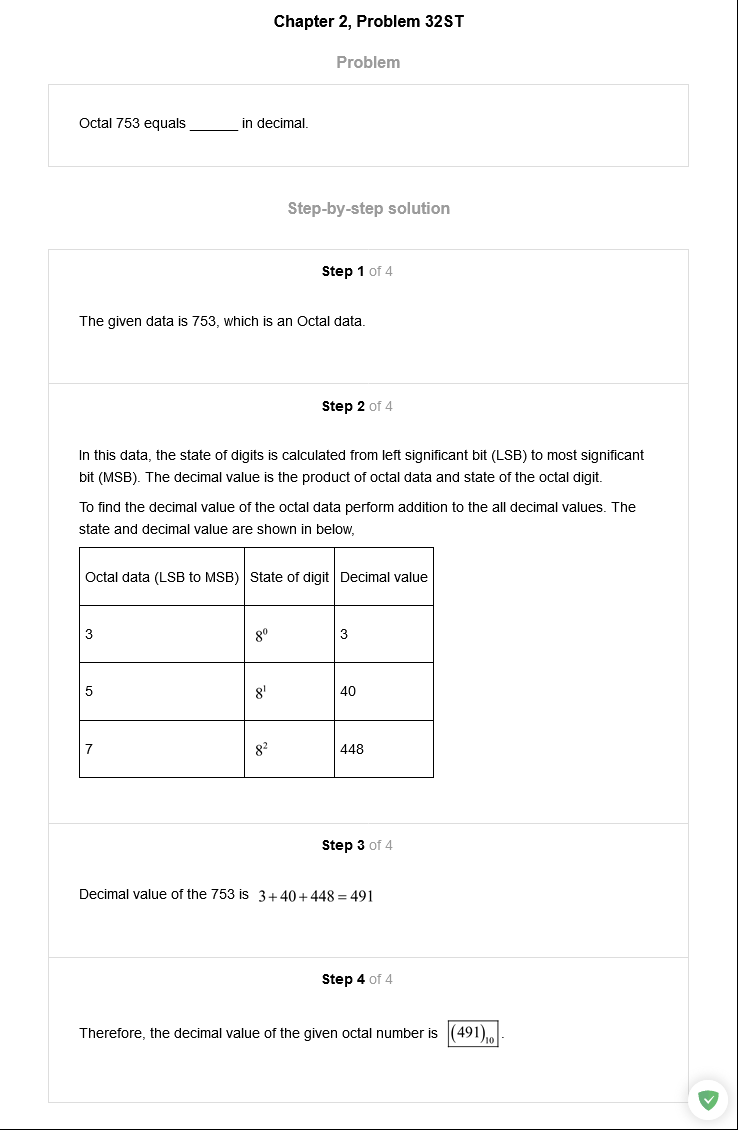 Chapter 2, Problem 32ST
Problem
Octal 753 equals ______ in decimal.
Step-by-step solution
Step 1 of 4
The given data is 753, which is an Octal data.
Step 2 of 4
In this data, the state of digits is calculated from left significant bit (LSB) to most significant
bit (MSB). The decimal value is the product of octal data and state of the octal digit.
To find the decimal value of the octal data perform addition to the all decimal values. The
state and decimal value are shown in below,
Octal data (LSB to MSB) State of digit Decimal value
3 8⁰ 3
5 8¹ 40
7 8² 448
Step 3 of 4
Decimal value of the 753 is 3+40+448=491
Step 4 of 4
Therefore, the decimal value of the given octal number is (491)₁₀.